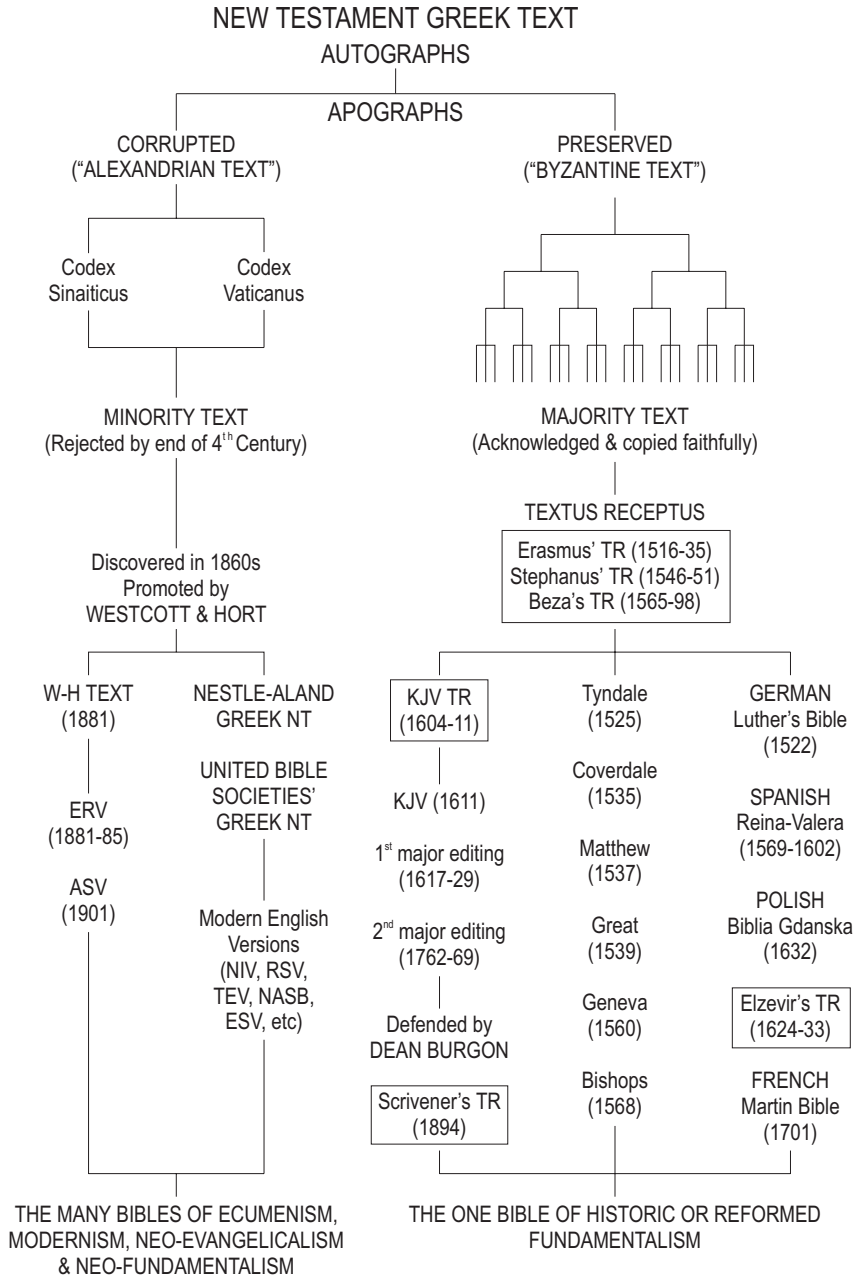 NEW TESTAMENT GREEK TEXT
AUTOGRAPHS
APOGRAPHS
CORRUPTED
(“ALEXANDRIAN TEXT”)
Codex
Sinaiticus
Codex
Vaticanus
MINORITY TEXT
(Rejected by end of 4th Century)
Discovered in 1860s
Promoted by
WESTCOTT & HORT
W-H TEXT
(1881)
ERV
(1881-85)
ASV
(1901)
NESTLE-ALAND
GREEK NT
UNITED BIBLE
SOCIETIES’
GREEK NT
Modern English
Versions
(NIV, RSV,
TEV, NASB,
ESV, etc)
THE MANY BIBLES OF ECUMENISM,
MODERNISM, NEO-EVANGELICALISM
& NEO-FUNDAMENTALISM
PRESERVED
(“BYZANTINE TEXT”)
MAJORITY TEXT
(Acknowledged & copied faithfully)
TEXTUS RECEPTUS
Erasmus’ TR (1516-35)
Stephanus’ TR (1546-51)
Beza’s TR (1565-98)
KJV TR
(1604-11)
KJV (1611)
1st major editing
(1617-29)
2nd major editing
(1762-69)
Defended by
DEAN BURGON
Scrivener’s TR
(1894)
Tyndale
(1525)
Coverdale
(1535)
Matthew
(1537)
Great
(1539)
Geneva
(1560)
Bishops
(1568)
GERMAN
Luther’s Bible
(1522)
SPANISH
Reina-Valera
(1569-1602)
POLISH
Biblia Gdanska
(1632)
Elzevir’s TR
(1624-33)
FRENCH
Martin Bible
(1701)
THE ONE BIBLE OF HISTORIC OR REFORMED
FUNDAMENTALISM